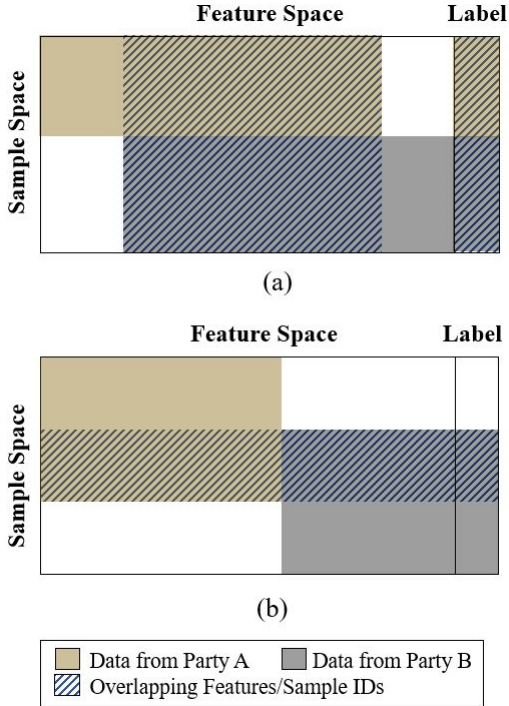 Feature Space Label
Sample Space
(a)
Feature Space Label
Sample Space
(b)
Data from Party A Data from Party B
Overlapping Features/Sample IDs